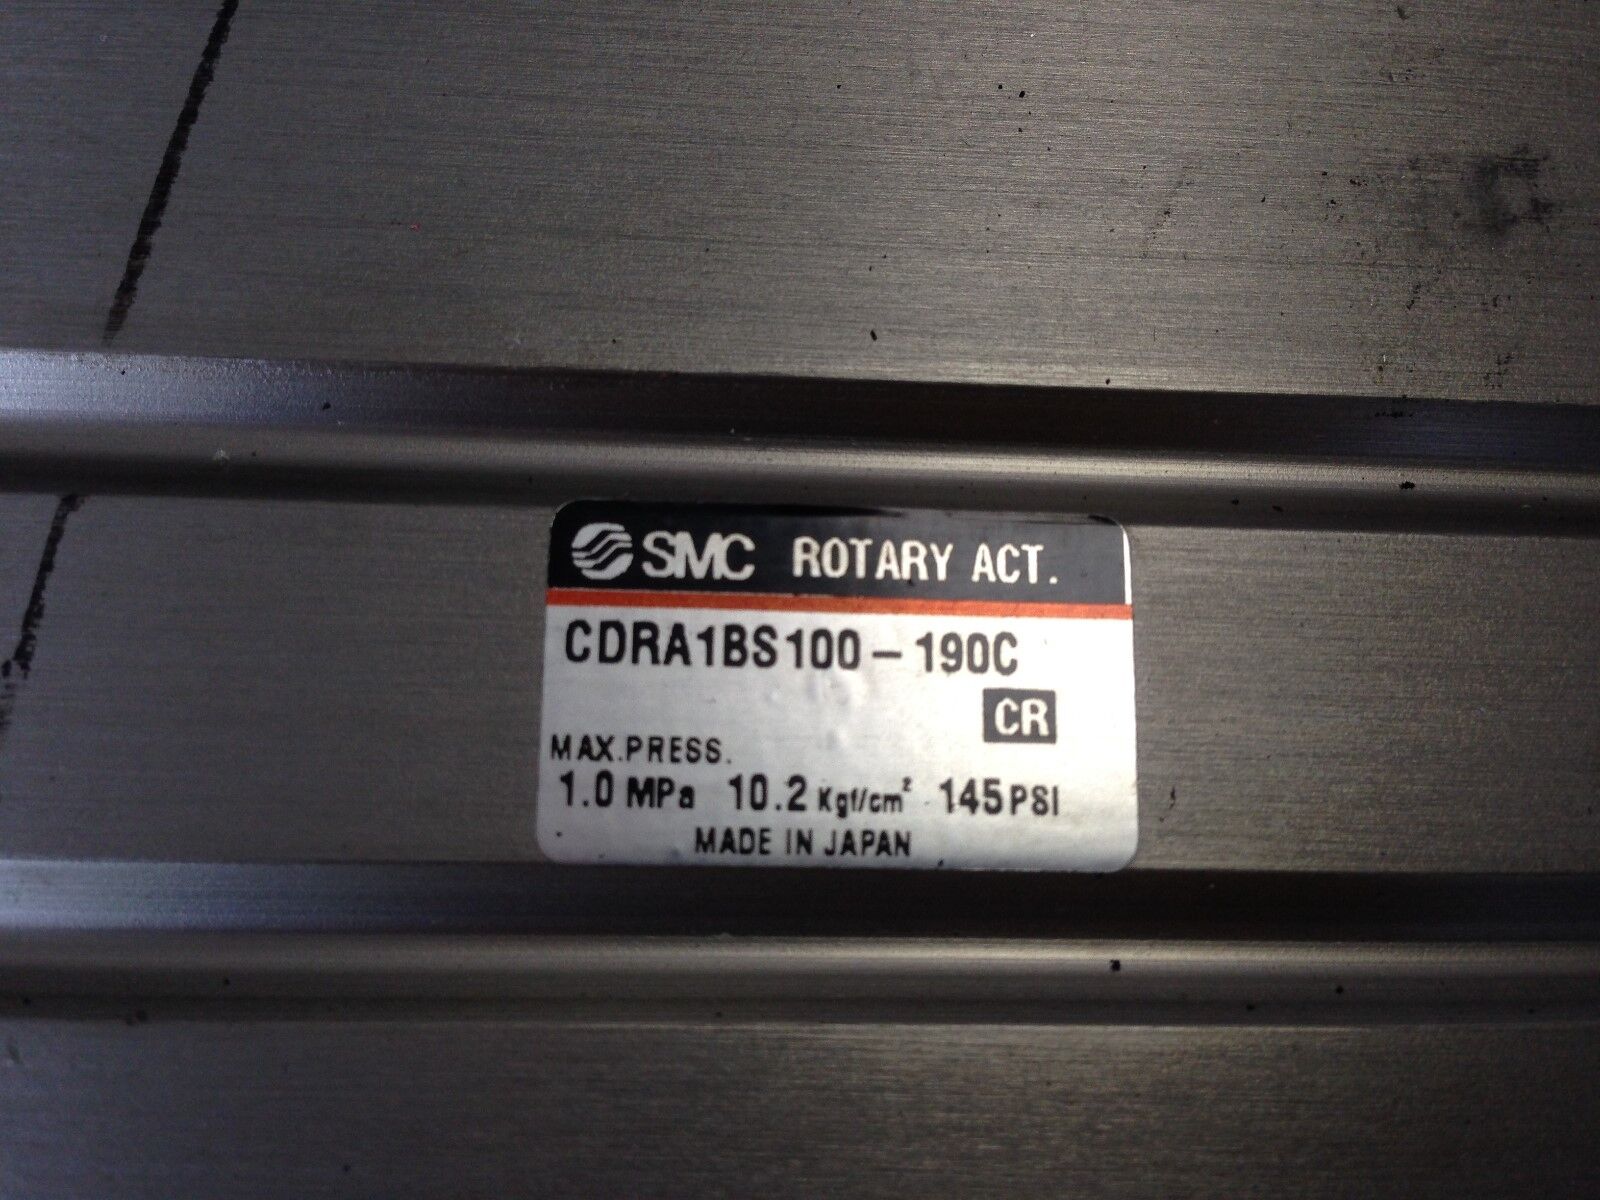 SMC ROTARY ACT.
CDRA1BS100-190C
CR
MAX.PRESS.
1.0 MPa 10.2 Kgf/cm² 145 PSI
MADE IN JAPAN